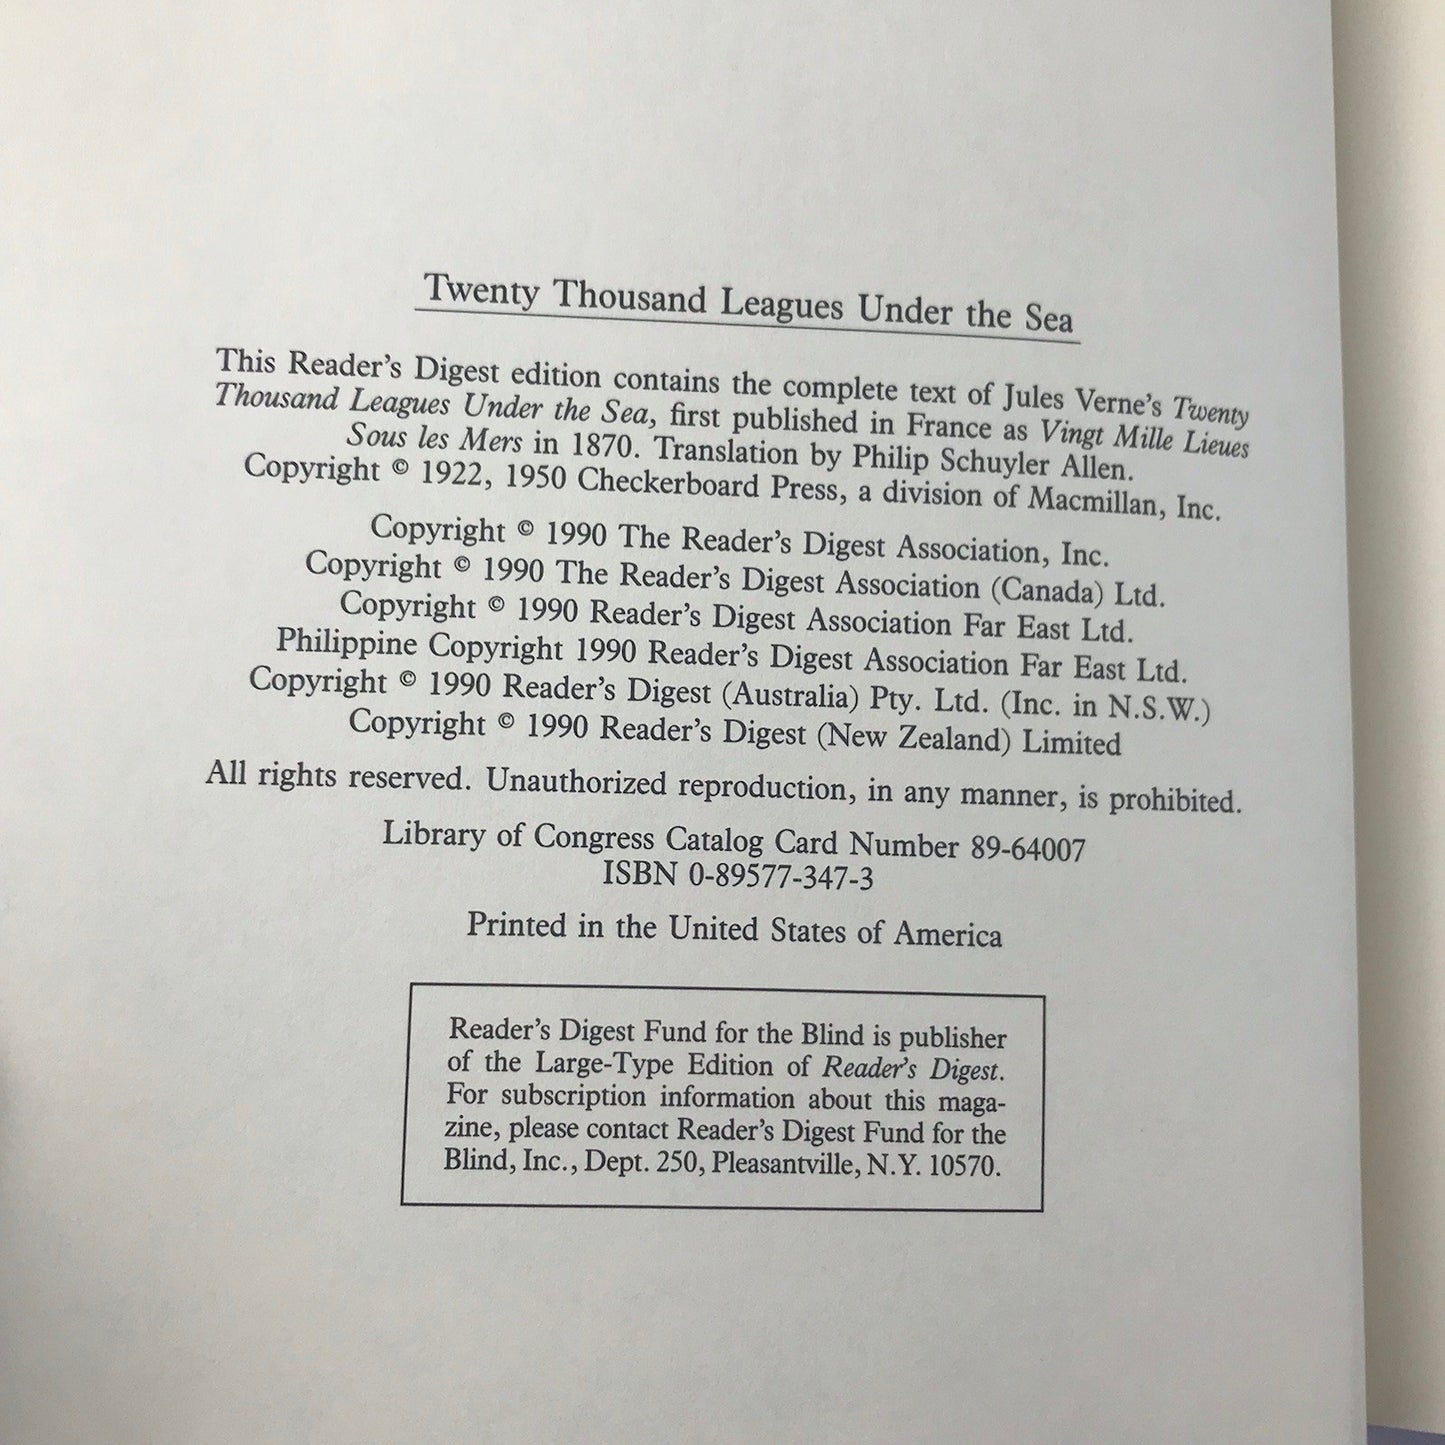 Twenty Thousand Leagues Under the Sea
This Reader's Digest edition contains the complete text of Jules Verne's Twenty
Thousand Leagues Under the Sea, first published in France as Vingt Mille Lieues
Sous les Mers in 1870. Translation by Philip Schuyler Allen.
Copyright © 1922, 1950 Checkerboard Press, a division of Macmillan, Inc.
Copyright © 1990 The Reader's Digest Association, Inc.
Copyright © 1990 The Reader's Digest Association (Canada) Ltd.
Copyright © 1990 Reader's Digest Association Far East Ltd.
Philippine Copyright 1990 Reader's Digest Association Far East Ltd.
Copyright © 1990 Reader's Digest (Australia) Pty. Ltd. (Inc. in N.S.W.)
Copyright © 1990 Reader's Digest (New Zealand) Limited
All rights reserved. Unauthorized reproduction, in any manner, is prohibited.
Library of Congress Catalog Card Number 89-64007
ISBN 0-89577-347-3
Printed in the United States of America
Reader's Digest Fund for the Blind is publisher
of the Large-Type Edition of Reader's Digest.
For subscription information about this maga-
zine, please contact Reader's Digest Fund for the
Blind, Inc., Dept. 250, Pleasantville, N.Y. 10570.